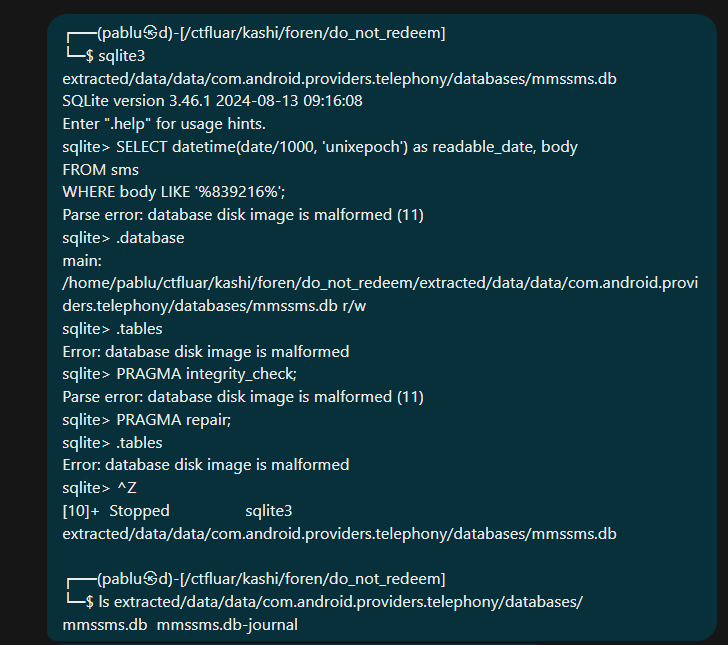 ┌──(pablu㉿d)-[/ctfluar/kashi/foren/do_not_redeem]
└─$ sqlite3
extracted/data/data/com.android.providers.telephony/databases/mmssms.db
SQLite version 3.46.1 2024-08-13 09:16:08
Enter ".help" for usage hints.
sqlite> SELECT datetime(date/1000, 'unixepoch') as readable_date, body
FROM sms
WHERE body LIKE '%839216%';
Parse error: database disk image is malformed (11)
sqlite> .database
main:
/home/pablu/ctfluar/kashi/foren/do_not_redeem/extracted/data/data/com.android.provi
ders.telephony/databases/mmssms.db r/w
sqlite> .tables
Error: database disk image is malformed
sqlite> PRAGMA integrity_check;
Parse error: database disk image is malformed (11)
sqlite> PRAGMA repair;
sqlite> .tables
Error: database disk image is malformed
sqlite> ^Z
[10]+  Stopped                 sqlite3
extracted/data/data/com.android.providers.telephony/databases/mmssms.db
┌──(pablu㉿d)-[/ctfluar/kashi/foren/do_not_redeem]
└─$ ls extracted/data/data/com.android.providers.telephony/databases/
mmssms.db  mmssms.db-journal